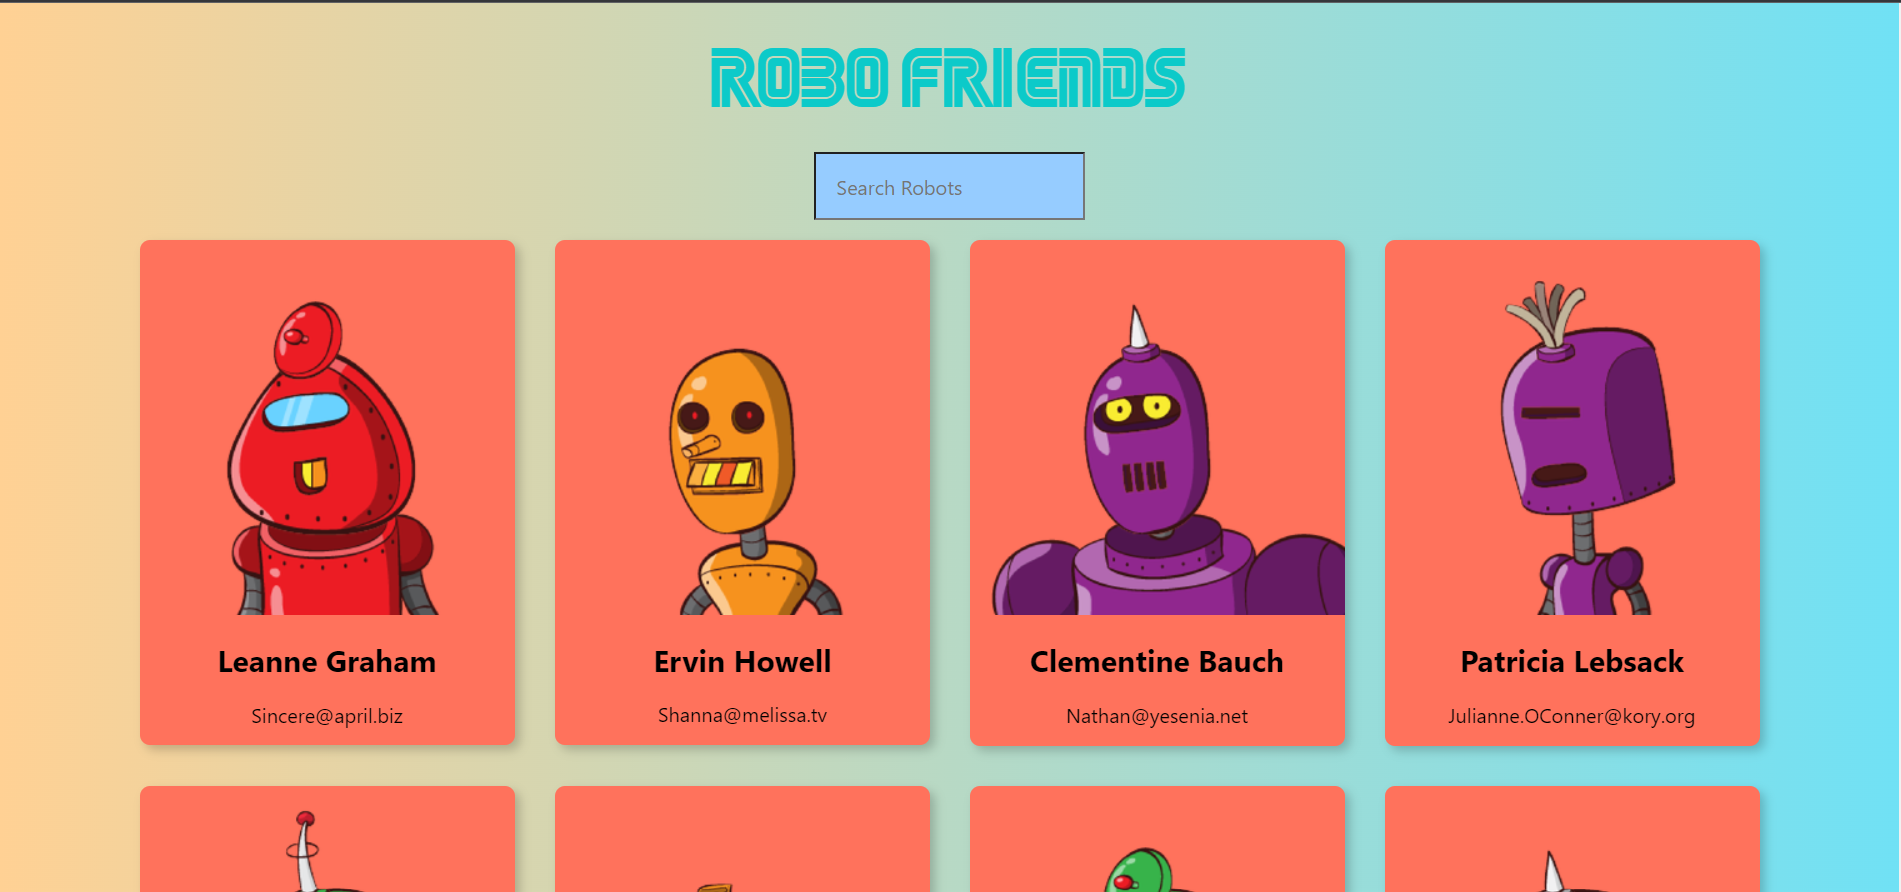 ROBO FRIENDS
Search Robots
Leanne Graham
Ervin Howell
Clementine Bauch
Patricia Lebsack
Sincere@april.biz
Shanna@melissa.tv
Nathan@yesenia.net
Julianne.OConner@kory.org